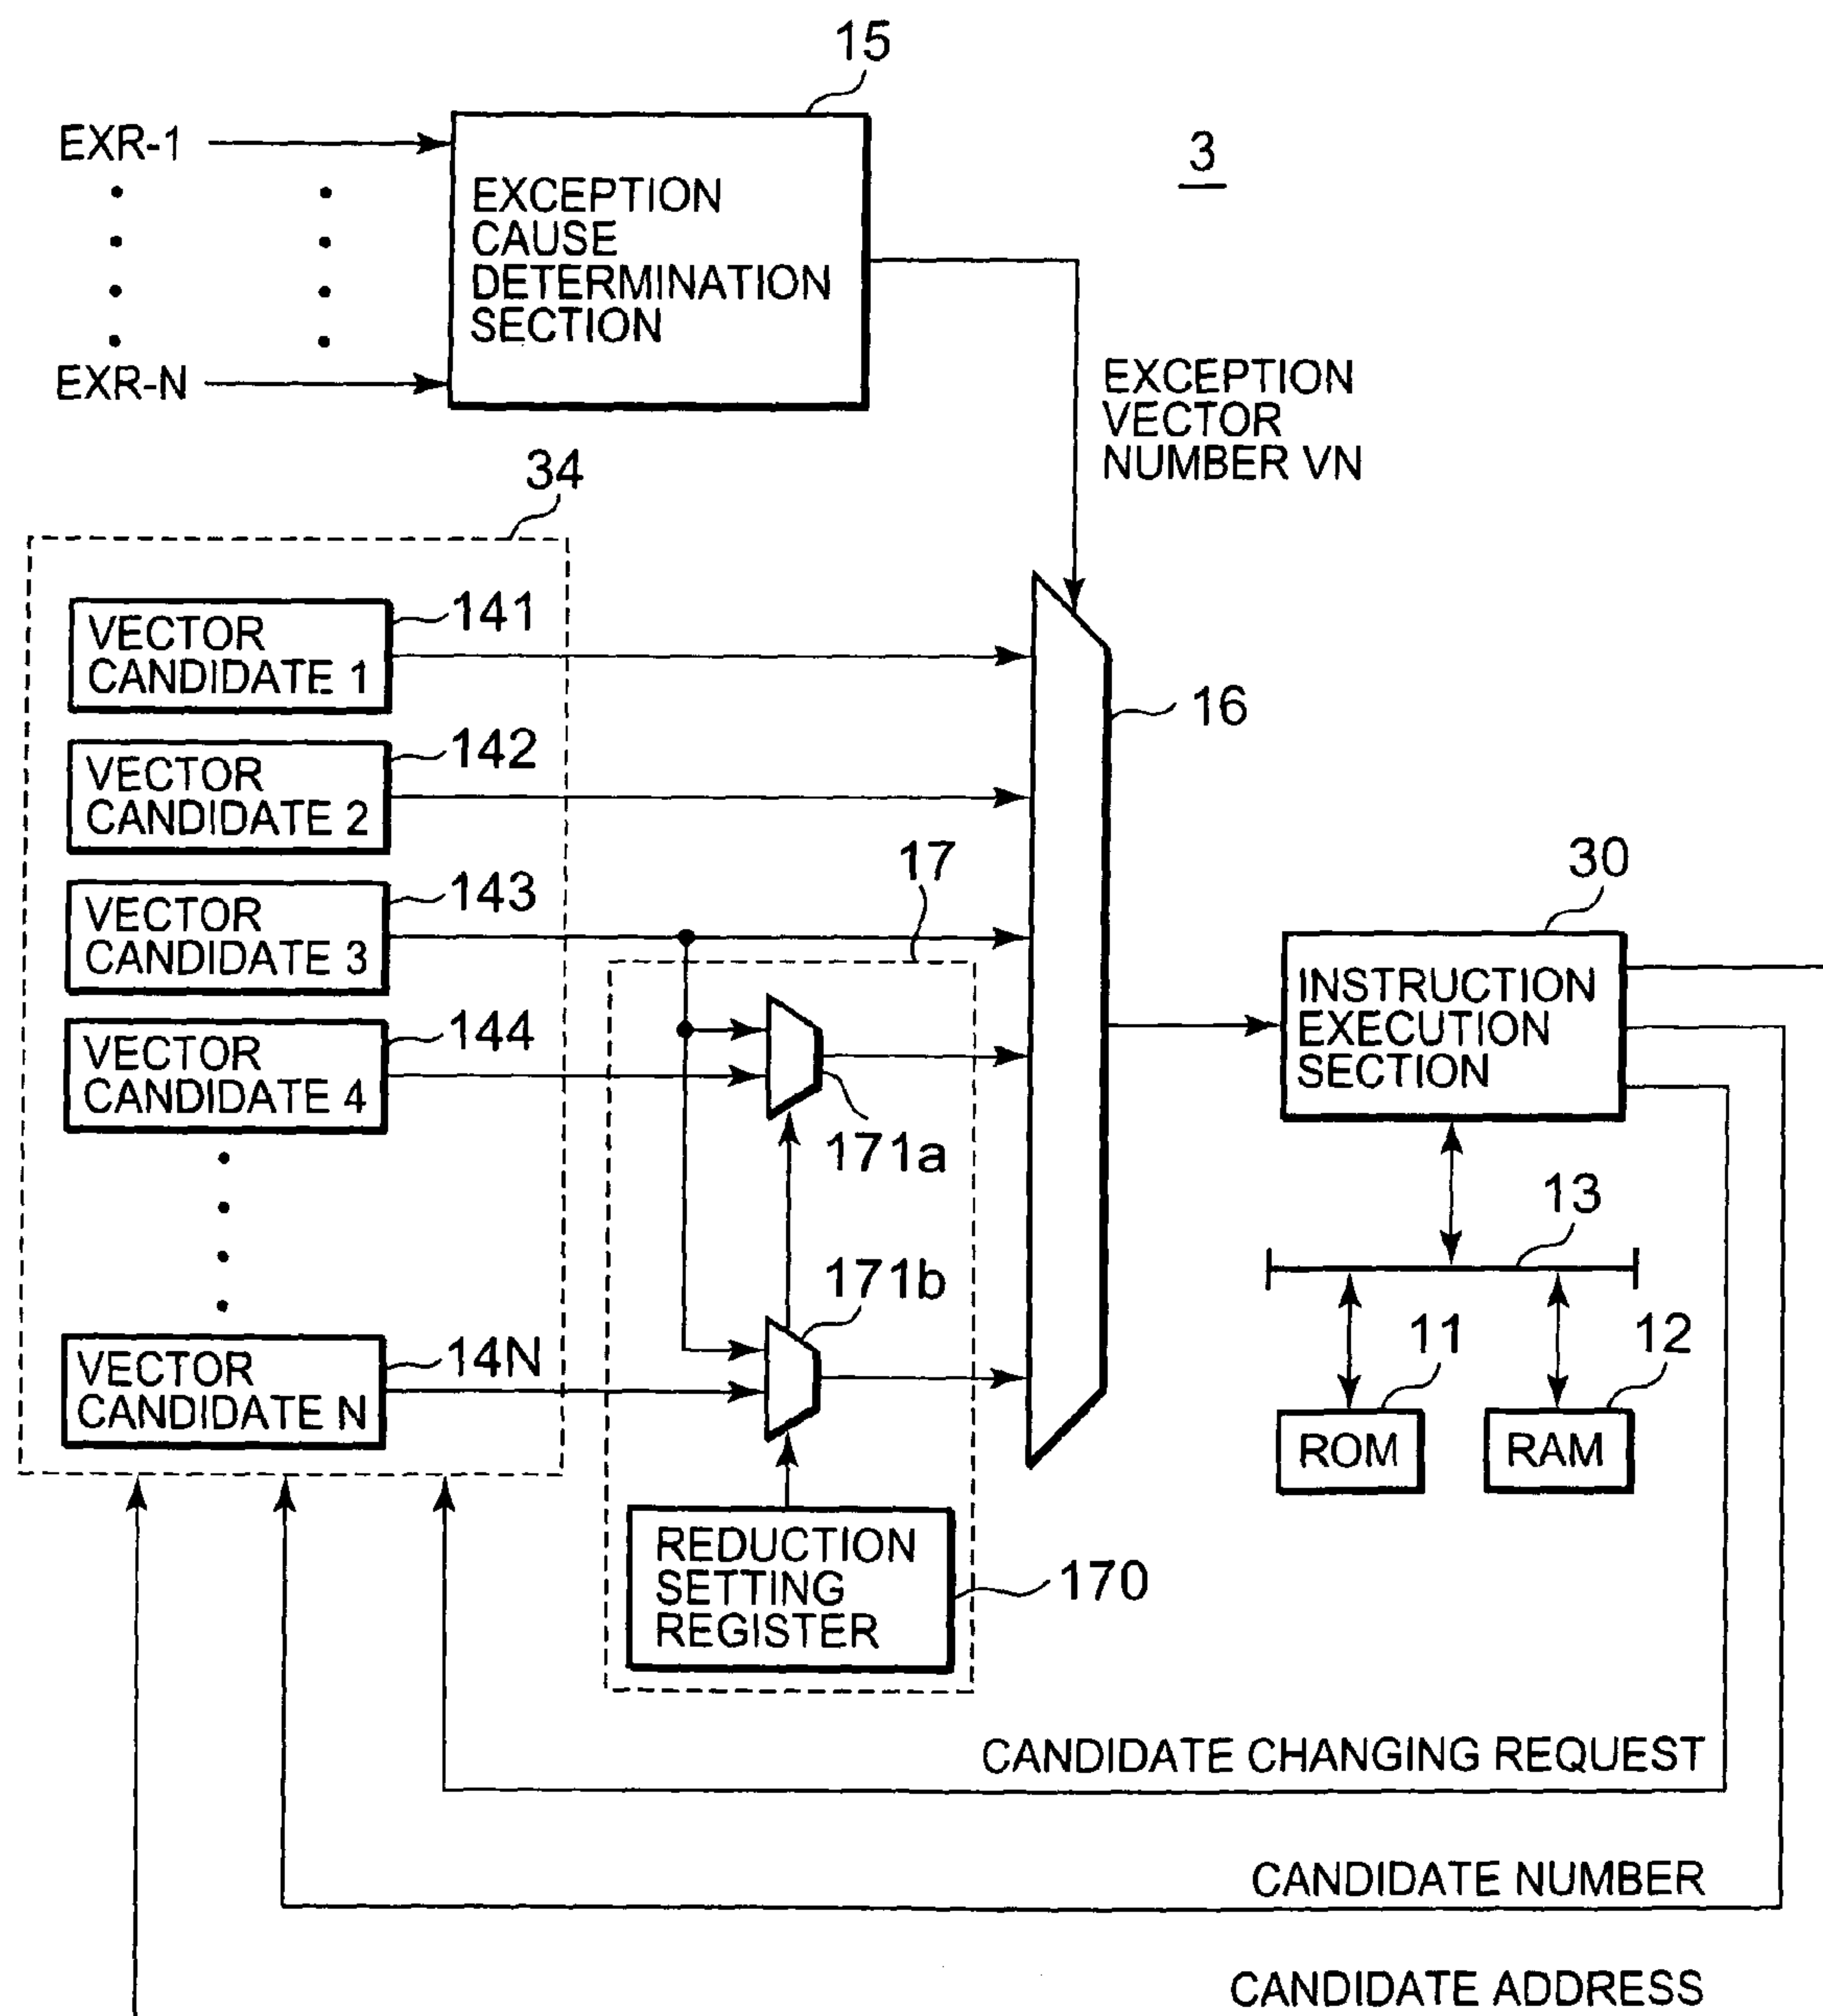 15
3
EXR-1
EXR-N
EXCEPTION
CAUSE
DETERMINATION
SECTION
EXCEPTION
VECTOR
NUMBER VN
34
VECTOR
CANDIDATE 1
141
VECTOR
CANDIDATE 2
142
VECTOR
CANDIDATE 3
143
VECTOR
CANDIDATE 4
144
VECTOR
CANDIDATE N
14N
16
17
171a
171b
REDUCTION
SETTING
REGISTER
170
30
INSTRUCTION
EXECUTION
SECTION
13
11
12
ROM
RAM
CANDIDATE CHANGING REQUEST
CANDIDATE NUMBER
CANDIDATE ADDRESS